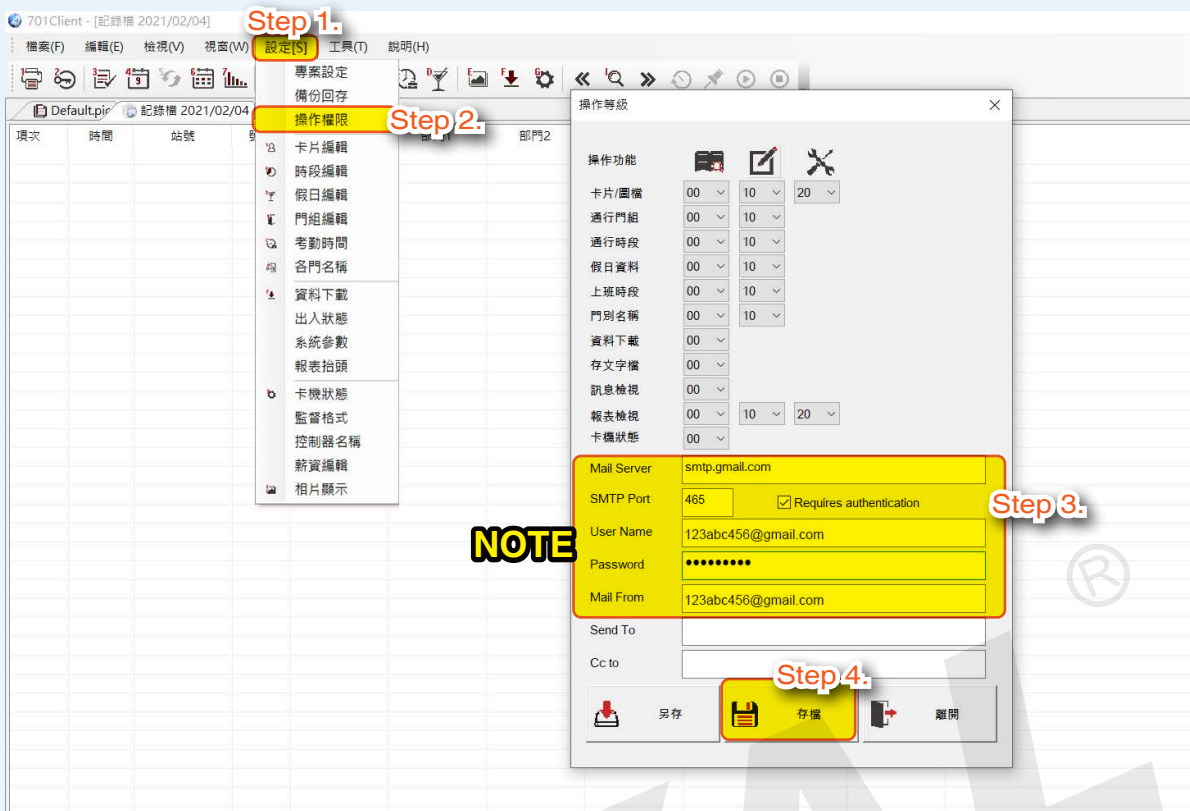 701Client - [記錄檔 2021/02/04]
Step 1.
檔案(F) 編輯(E) 檢視(V) 視窗(W) 設定[S] 工具(T) 說明(H)
Default.pic 記錄檔 2021/02/04
項次 時間 站號 部門2
專案設定
備份回存
操作權限
Step 2.
卡片編輯
時段編輯
假日編輯
門組編輯
考勤時間
各門名稱
資料下載
出入狀態
系統參數
報表抬頭
卡機狀態
監督格式
控制器名稱
薪資編輯
相片顯示
操作等級
操作功能
卡片/圖檔 00 10 20
通行門組 00 10
通行時段 00 10
假日資料 00 10
上班時段 00 10
門別名稱 00 10
資料下載 00
存文字檔 00
訊息檢視 00
報表檢視 00 10 20
卡機狀態 00
Mail Server smtp.gmail.com
SMTP Port 465 Requires authentication
Step 3.
NOTE
User Name 123abc456@gmail.com
Password •••••••••
Mail From 123abc456@gmail.com
Send To
Cc to
Step 4.
另存 存檔 離開
®